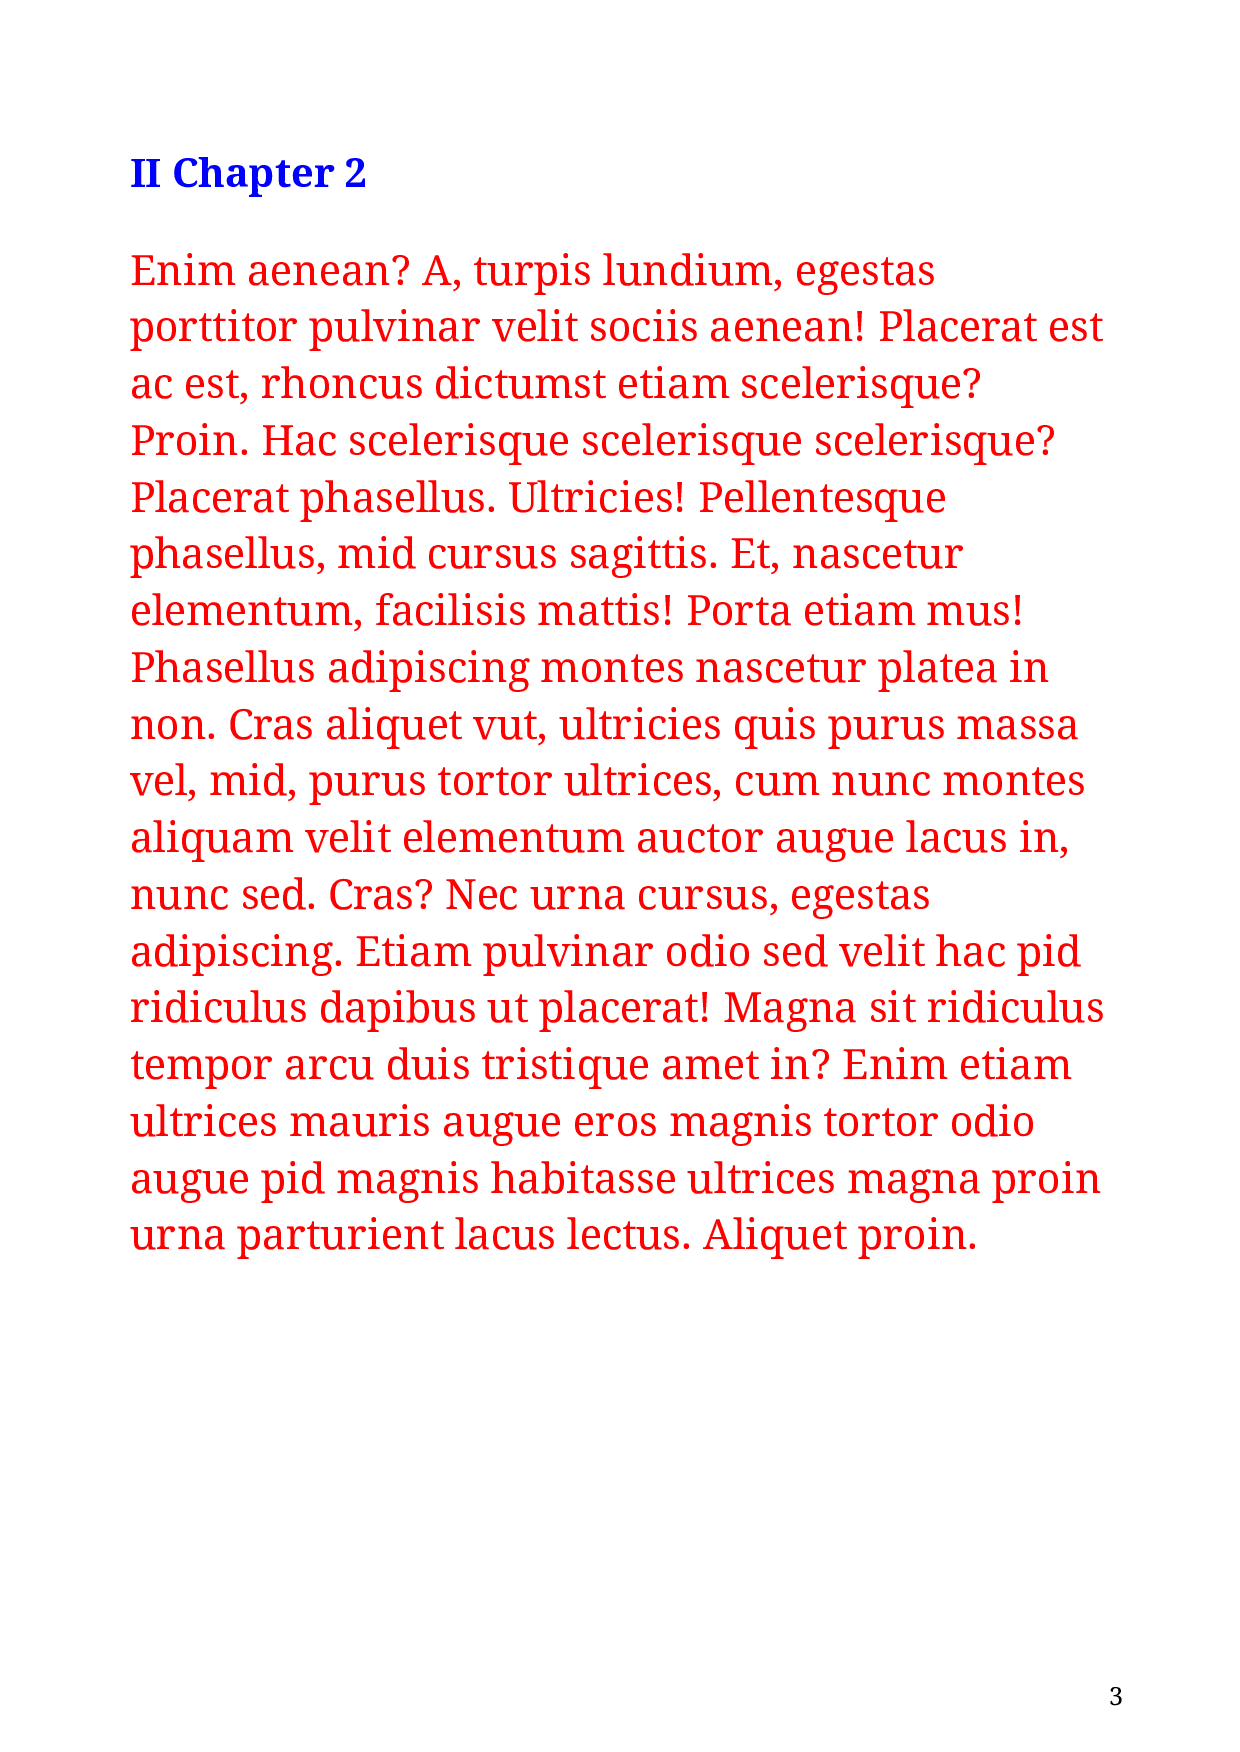 II Chapter 2
Enim aenean? A, turpis lundium, egestas
porttitor pulvinar velit sociis aenean! Placerat est
ac est, rhoncus dictumst etiam scelerisque?
Proin. Hac scelerisque scelerisque scelerisque?
Placerat phasellus. Ultricies! Pellentesque
phasellus, mid cursus sagittis. Et, nascetur
elementum, facilisis mattis! Porta etiam mus!
Phasellus adipiscing montes nascetur platea in
non. Cras aliquet vut, ultricies quis purus massa
vel, mid, purus tortor ultrices, cum nunc montes
aliquam velit elementum auctor augue lacus in,
nunc sed. Cras? Nec urna cursus, egestas
adipiscing. Etiam pulvinar odio sed velit hac pid
ridiculus dapibus ut placerat! Magna sit ridiculus
tempor arcu duis tristique amet in? Enim etiam
ultrices mauris augue eros magnis tortor odio
augue pid magnis habitasse ultrices magna proin
urna parturient lacus lectus. Aliquet proin.
3